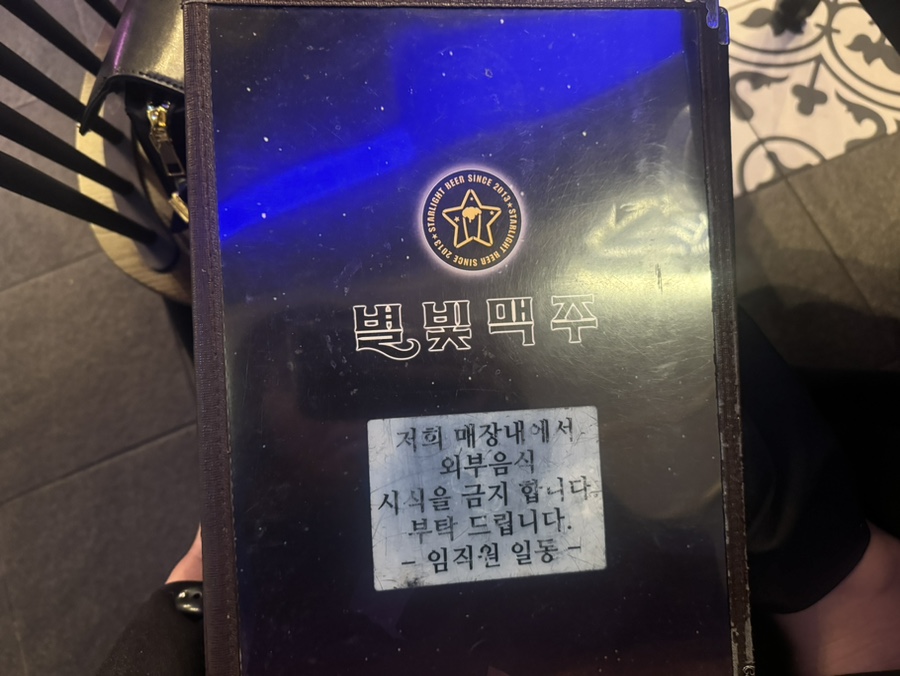 STARLIGHT BEER SINCE 2013★STARLIGHT BEER SINCE 2013★
별빛맥주
저희 매장내에서
외부음식
시식을 금지 합니다.
부탁 드립니다.
- 임직원 일동 -